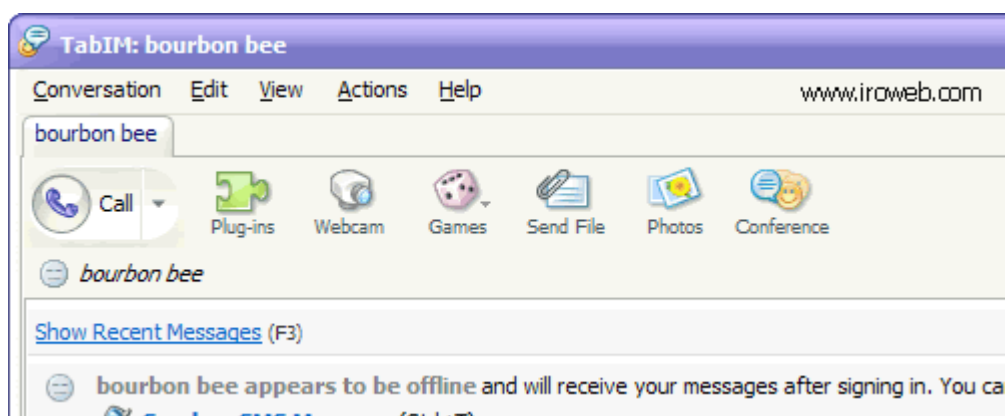 TabIM: bourbon bee
Conversation Edit View Actions Help www.iroweb.com
bourbon bee
Call Plug-ins Webcam Games Send File Photos Conference
bourbon bee
Show Recent Messages (F3)
bourbon bee appears to be offline and will receive your messages after signing in. You